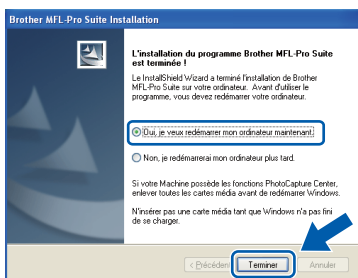 Brother MFL-Pro Suite Installation
L'installation du programme Brother MFL-Pro Suite
est terminée !
Le InstallShield Wizard a terminé l'installation de Brother
MFL-Pro Suite sur votre ordinateur. Avant d'utiliser le
programme, vous devez redémarrer votre ordinateur.
Oui, je veux redémarrer mon ordinateur maintenant.
Non, je redémarrerai mon ordinateur plus tard.
Si votre Machine possède les fonctions PhotoCapture Center,
enlever toutes les cartes média avant de redémarrer Windows.
N'insérer pas une carte média tant que Windows n'a pas fini
de se charger.
< Précédent
Terminer
Annuler